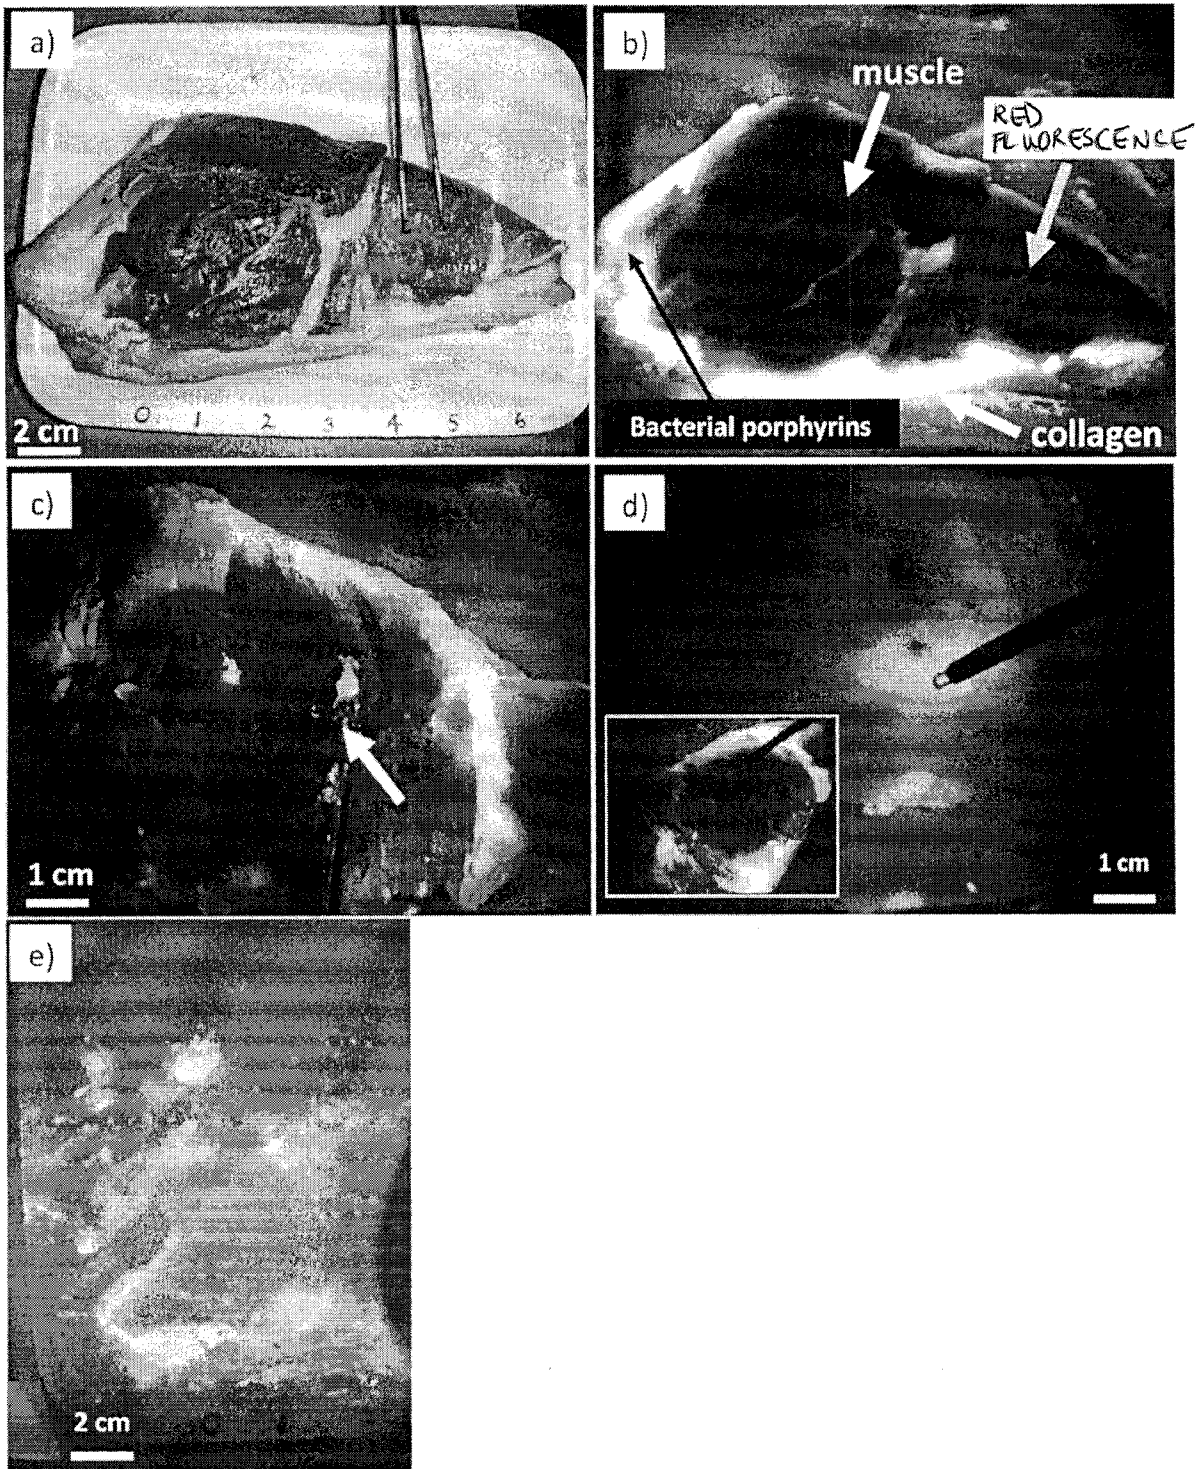 a)
0 1 2 3 4 5 6
2 cm
b)
muscle
RED
FLUORESCENCE
Bacterial porphyrins
collagen
c)
1 cm
d)
1 cm
e)
2 cm